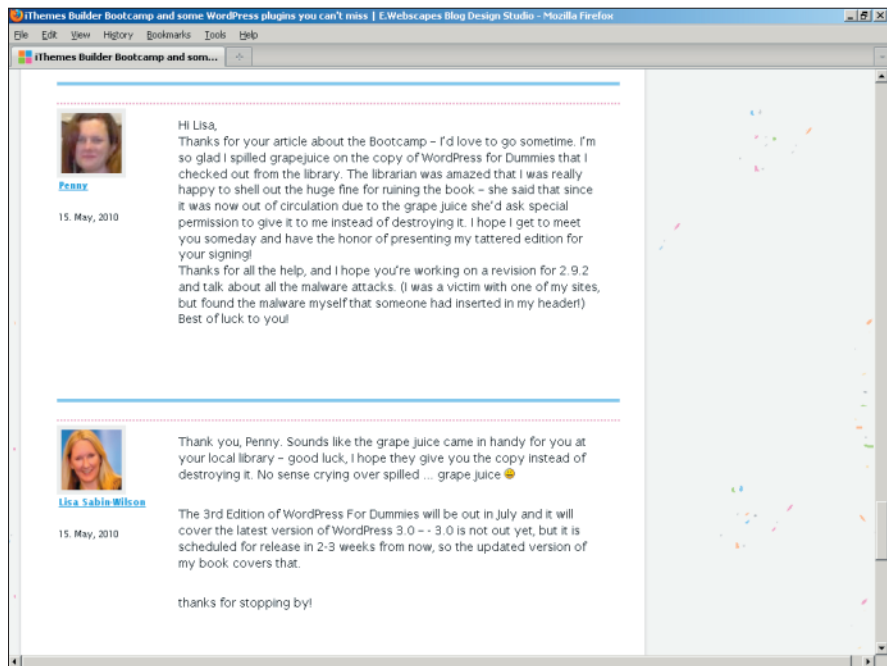 iThemes Builder Bootcamp and some WordPress plugins you can't miss | E.Webscapes Blog Design Studio - Mozilla Firefox
File Edit View History Bookmarks Tools Help
iThemes Builder Bootcamp and som...
Hi Lisa,
Thanks for your article about the Bootcamp – I'd love to go sometime. I'm
so glad I spilled grapejuice on the copy of WordPress for Dummies that I
checked out from the library. The librarian was amazed that I was really
happy to shell out the huge fine for ruining the book – she said that since
it was now out of circulation due to the grape juice she'd ask special
permission to give it to me instead of destroying it. I hope I get to meet
you someday and have the honor of presenting my tattered edition for
your signing!
Thanks for all the help, and I hope you're working on a revision for 2.9.2
and talk about all the malware attacks. (I was a victim with one of my sites,
but found the malware myself that someone had inserted in my header!)
Best of luck to you!
Penny
15. May, 2010
Thank you, Penny. Sounds like the grape juice came in handy for you at
your local library – good luck, I hope they give you the copy instead of
destroying it. No sense crying over spilled ... grape juice 😀
The 3rd Edition of WordPress For Dummies will be out in July and it will
cover the latest version of WordPress 3.0 – - 3.0 is not out yet, but it is
scheduled for release in 2-3 weeks from now, so the updated version of
my book covers that.
thanks for stopping by!
Lisa Sabin-Wilson
15. May, 2010